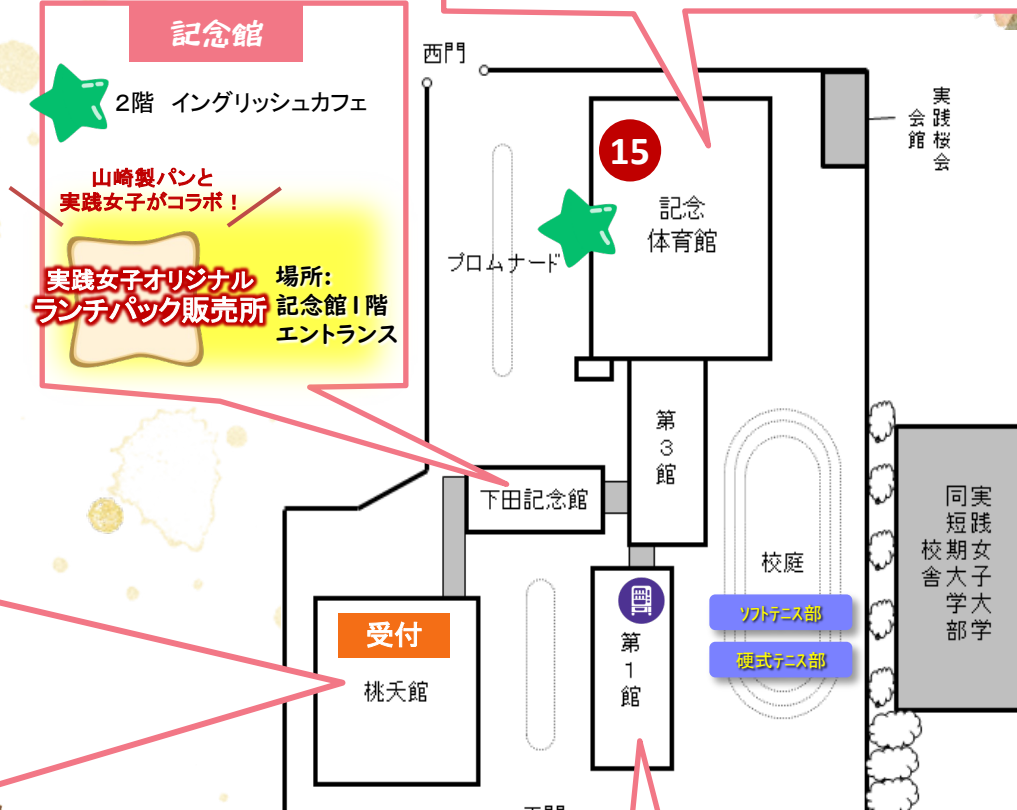 記念館
2階 イングリッシュカフェ
山崎製パンと
実践女子がコラボ！
実践女子オリジナル
ランチパック販売所
場所：
記念館1階
エントランス
西門
実践桜会
会館
15
記念
体育館
プロムナード
第3館
下田記念館
校庭
ソフトテニス部
硬式テニス部
実践女子大学
同短期大学部
校舎
受付
桃夭館
第1館